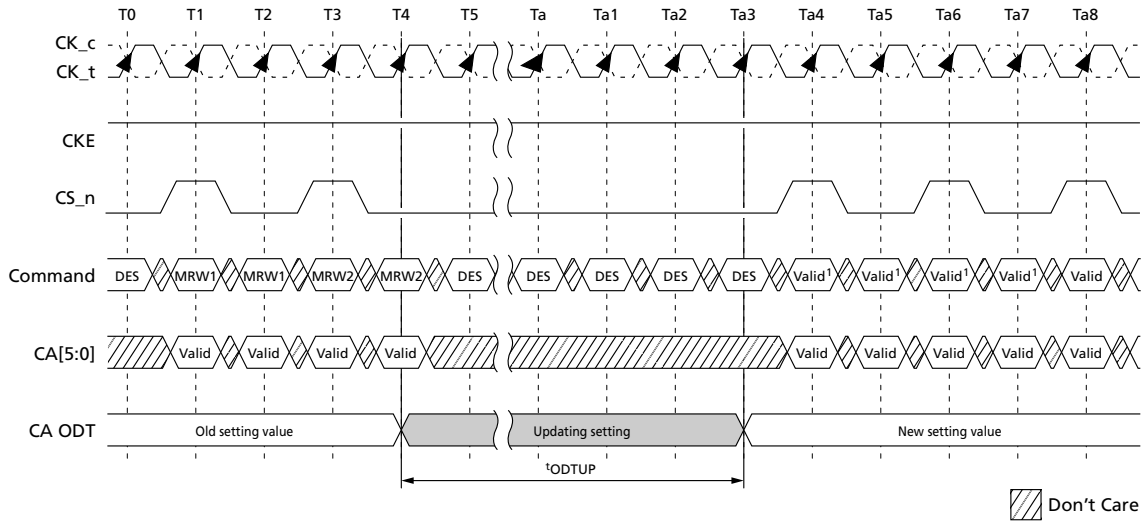 T0 T1 T2 T3 T4 T5 Ta Ta1 Ta2 Ta3 Ta4 Ta5 Ta6 Ta7 Ta8
CK_c
CK_t
CKE
CS_n
Command DES MRW1 MRW1 MRW2 MRW2 DES DES DES DES DES Valid¹ Valid¹ Valid¹ Valid¹ Valid
CA[5:0] Valid Valid Valid Valid Valid Valid Valid Valid Valid
CA ODT Old setting value Updating setting New setting value
ᵗODTUP
Don't Care